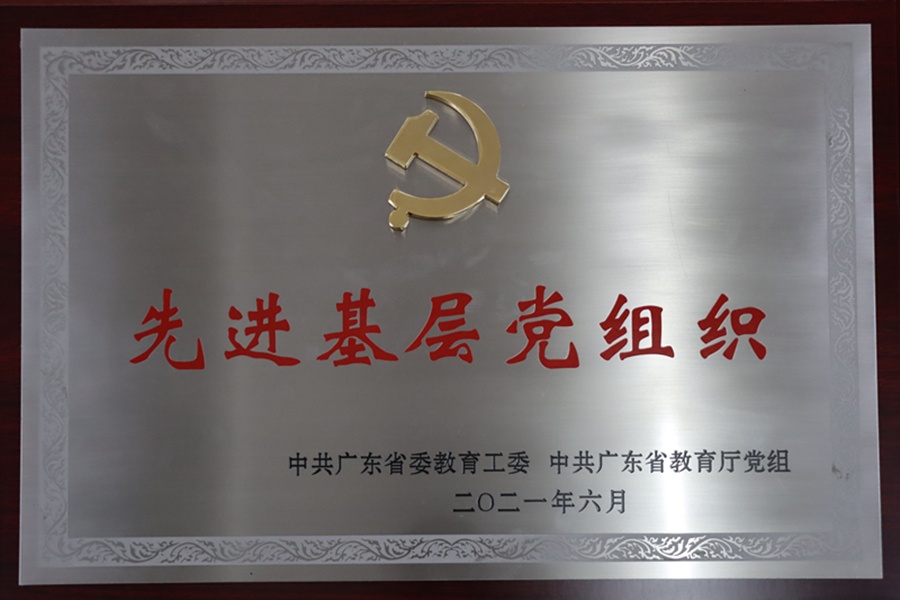 先进基层党组织
中共广东省委教育工委 中共广东省教育厅党组
二〇二一年六月